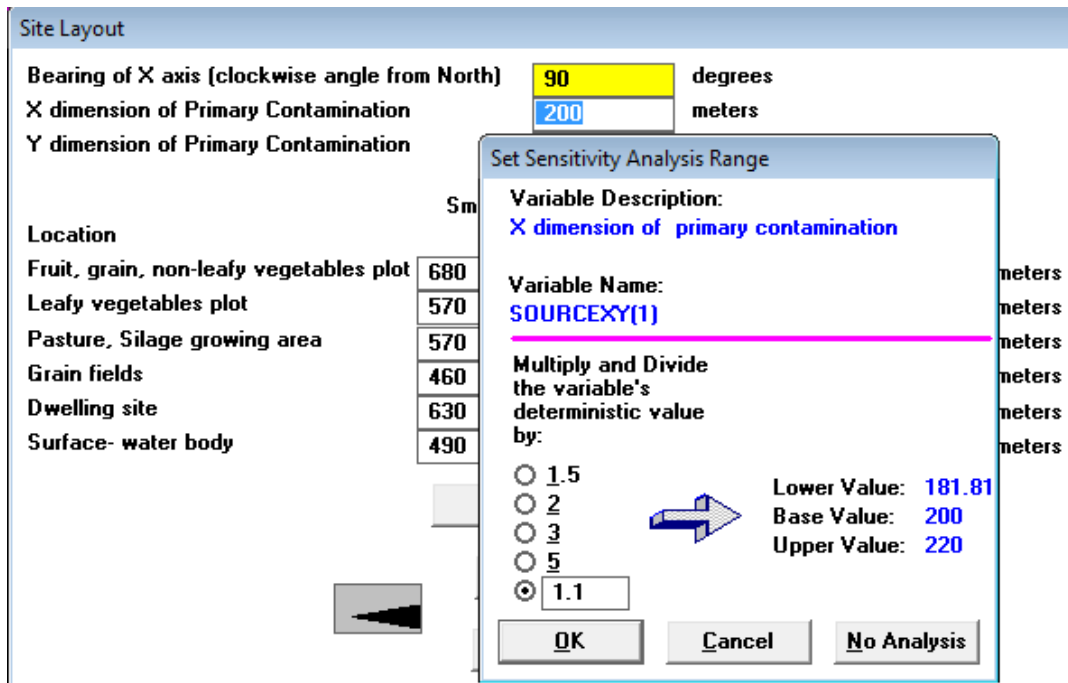 Site Layout
Bearing of X axis (clockwise angle from North) 90 degrees
X dimension of Primary Contamination 200 meters
Y dimension of Primary Contamination
Set Sensitivity Analysis Range
Variable Description:
X dimension of primary contamination
Variable Name:
SOURCEXY(1)
Multiply and Divide
the variable's
deterministic value
by:
1.5
2
3
5
1.1
Lower Value: 181.81
Base Value: 200
Upper Value: 220
OK Cancel No Analysis
Sm
Location
Fruit, grain, non-leafy vegetables plot 680 meters
Leafy vegetables plot 570 meters
Pasture, Silage growing area 570 meters
Grain fields 460 meters
Dwelling site 630 meters
Surface- water body 490 meters